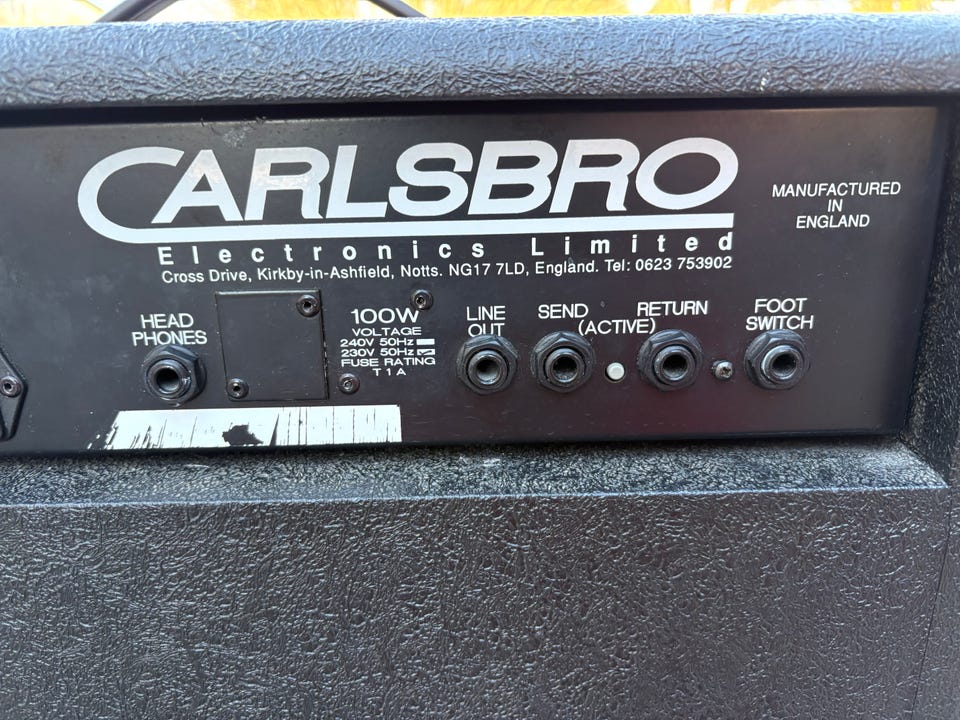 CARLSBRO
Electronics Limited
Cross Drive, Kirkby-in-Ashfield, Notts. NG17 7LD, England. Tel: 0623 753902
MANUFACTURED
IN
ENGLAND
HEAD
PHONES
100W
VOLTAGE
240V 50Hz
230V 50Hz
FUSE RATING
T 1 A
LINE
OUT
SEND
RETURN
(ACTIVE)
FOOT
SWITCH